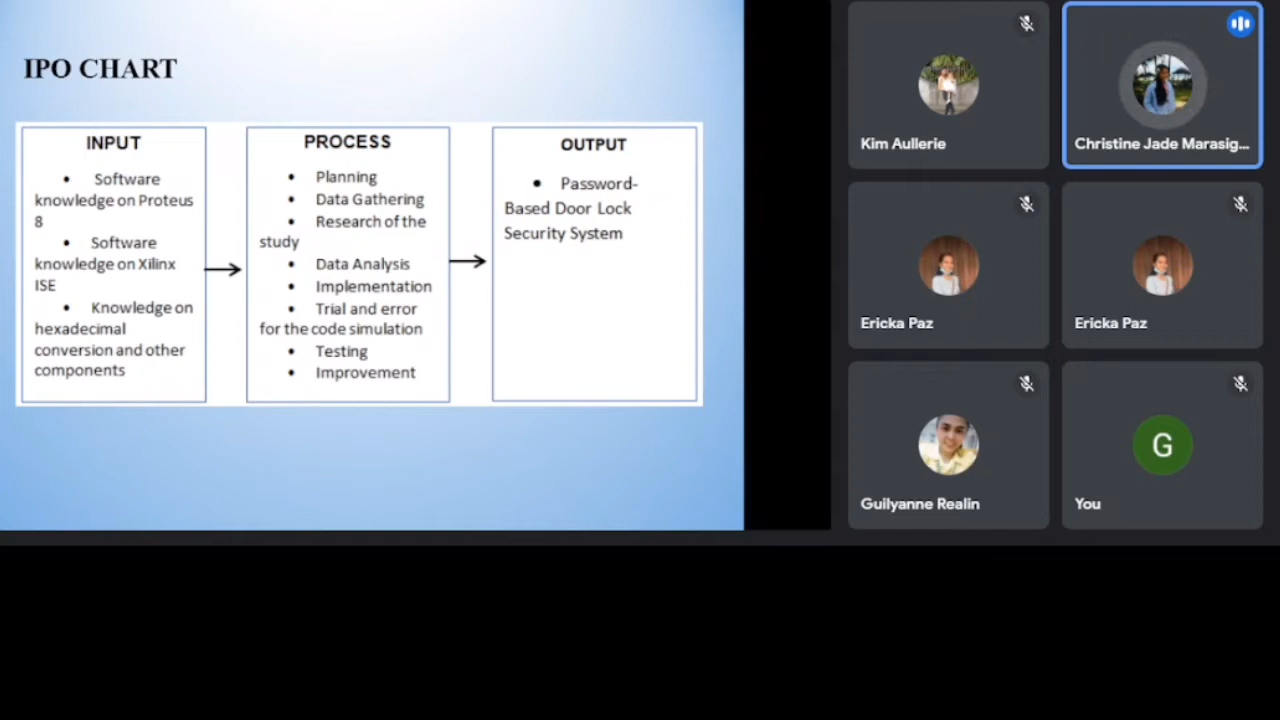 IPO CHART
INPUT
• Software
knowledge on Proteus
8
• Software
knowledge on Xilinx
ISE
• Knowledge on
hexadecimal
conversion and other
components
PROCESS
• Planning
• Data Gathering
• Research of the
study
• Data Analysis
• Implementation
• Trial and error
for the code simulation
• Testing
• Improvement
OUTPUT
• Password-
Based Door Lock
Security System
Kim Aullerie
Christine Jade Marasig...
Ericka Paz
Ericka Paz
Guilyanne Realin
G
You